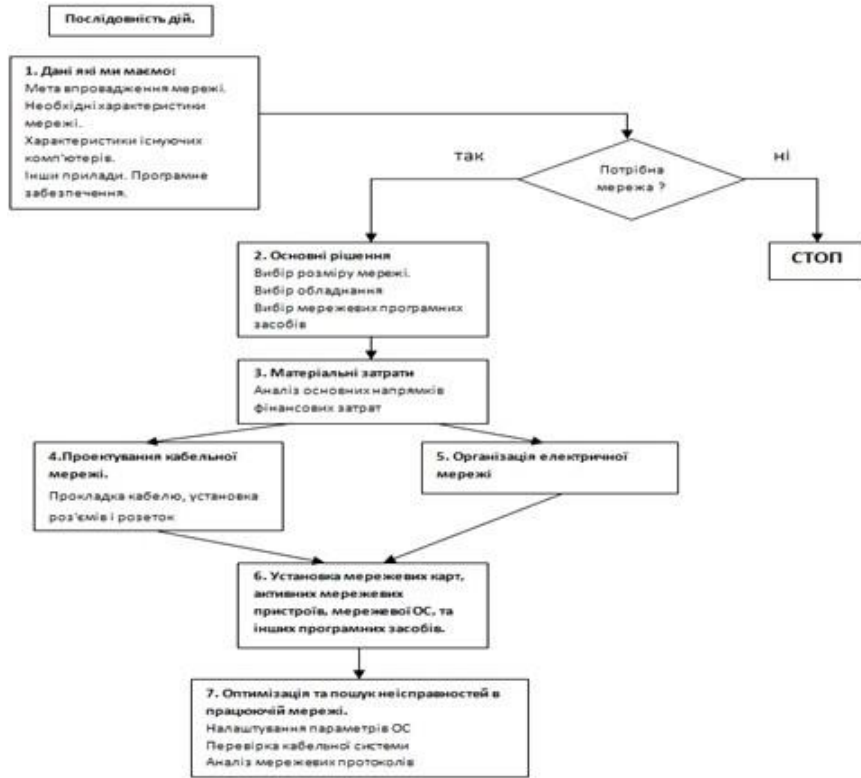 Послідовність дій.
1. Дані які ми маємо:
Мета впровадження мережі.
Необхідні характеристики
мережі.
Характеристики існуючих
комп'ютерів.
Інши прилади. Програмне
забезпечення.
так
Потрібна
мережа ?
ні
СТОП
2. Основні рішення
Вибір розміру мережі.
Вибір обладнання
Вибір мережевих програмних
засобів
3. Матеріальні затрати
Аналіз основних напрямків
фінансових затрат
4.Проектування кабельної
мережі.
Прокладка кабелю, установка
роз'ємів і розеток
5. Організація електричної
мережі
6. Установка мережевих карт,
активних мережевих
пристроїв, мережевої ОС, та
інших програмних засобів.
7. Оптимізація та пошук неісправностей в
працюючій мережі.
Налаштування параметрів ОС
Перевірка кабельної системи
Аналіз мережевих протоколів